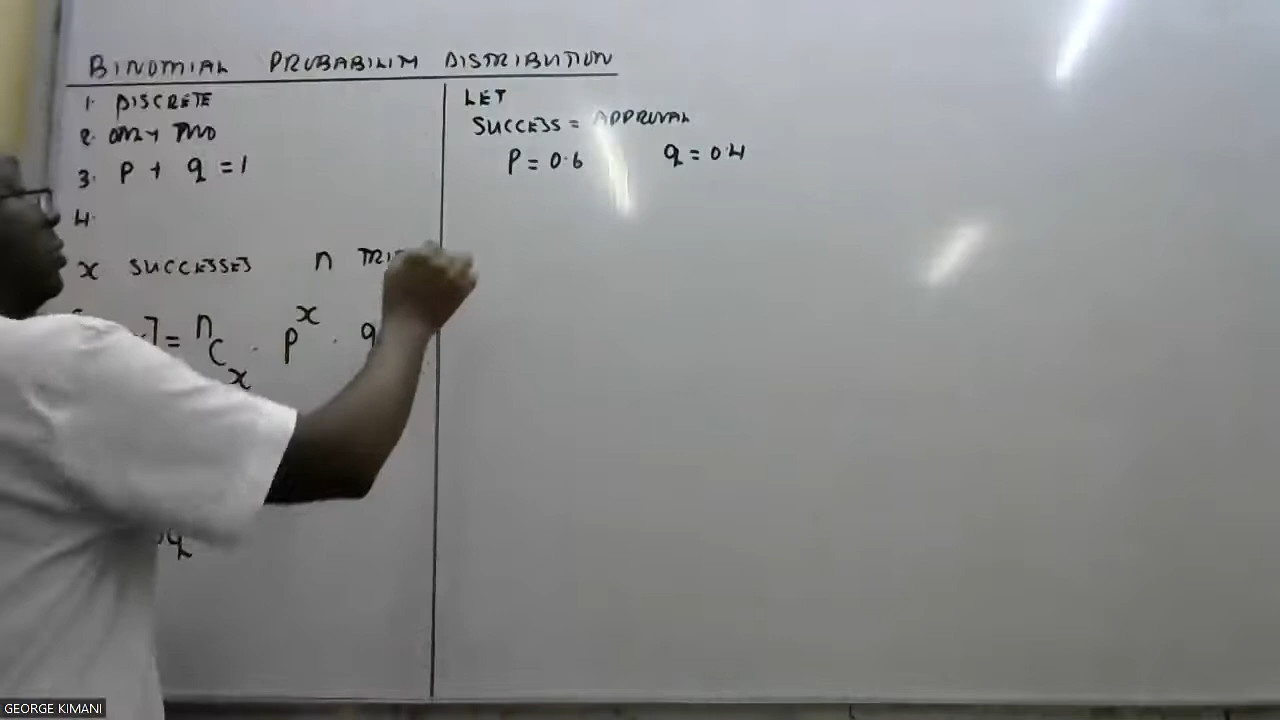 BINOMIAL PROBABILITY DISTRIBUTION
1. DISCRETE
2. ONLY TWO
3. P + q = 1
4.
x SUCCESSES n
] = nCx . P^x . q
q
LET
SUCCESS = APPROVAL
P = 0.6 q = 0.4
GEORGE KIMANI